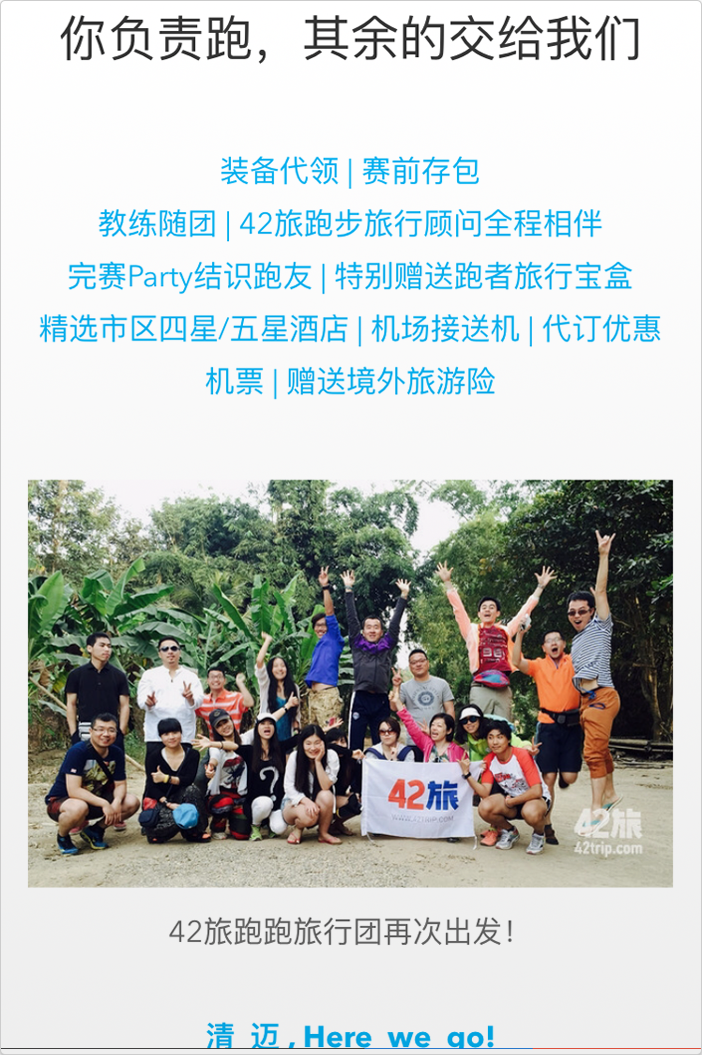 你负责跑，其余的交给我们
装备代领 | 赛前存包
教练随团 | 42旅跑步旅行顾问全程相伴
完赛Party结识跑友 | 特别赠送跑者旅行宝盒
精选市区四星/五星酒店 | 机场接送机 | 代订优惠
机票 | 赠送境外旅游险
?
42旅
WWW.42TRIP.COM
42旅
42trip.com
42旅跑跑旅行团再次出发！
清 迈 , Here we go!